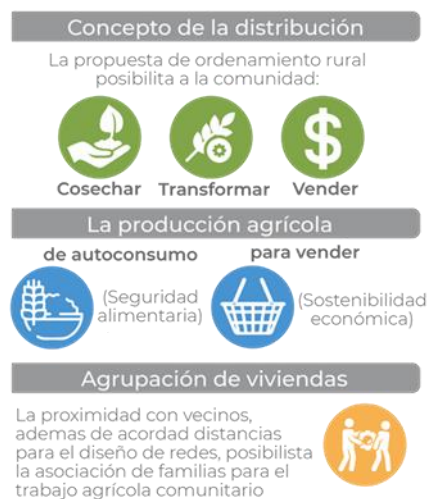 Concepto de la distribución
La propuesta de ordenamiento rural
posibilita a la comunidad:
Cosechar Transformar Vender
La producción agrícola
de autoconsumo para vender
(Seguridad
alimentaria)
(Sostenibilidad
económica)
Agrupación de viviendas
La proximidad con vecinos,
ademas de acordad distancias
para el diseño de redes, posibilista
la asociación de familias para el
trabajo agrícola comunitario